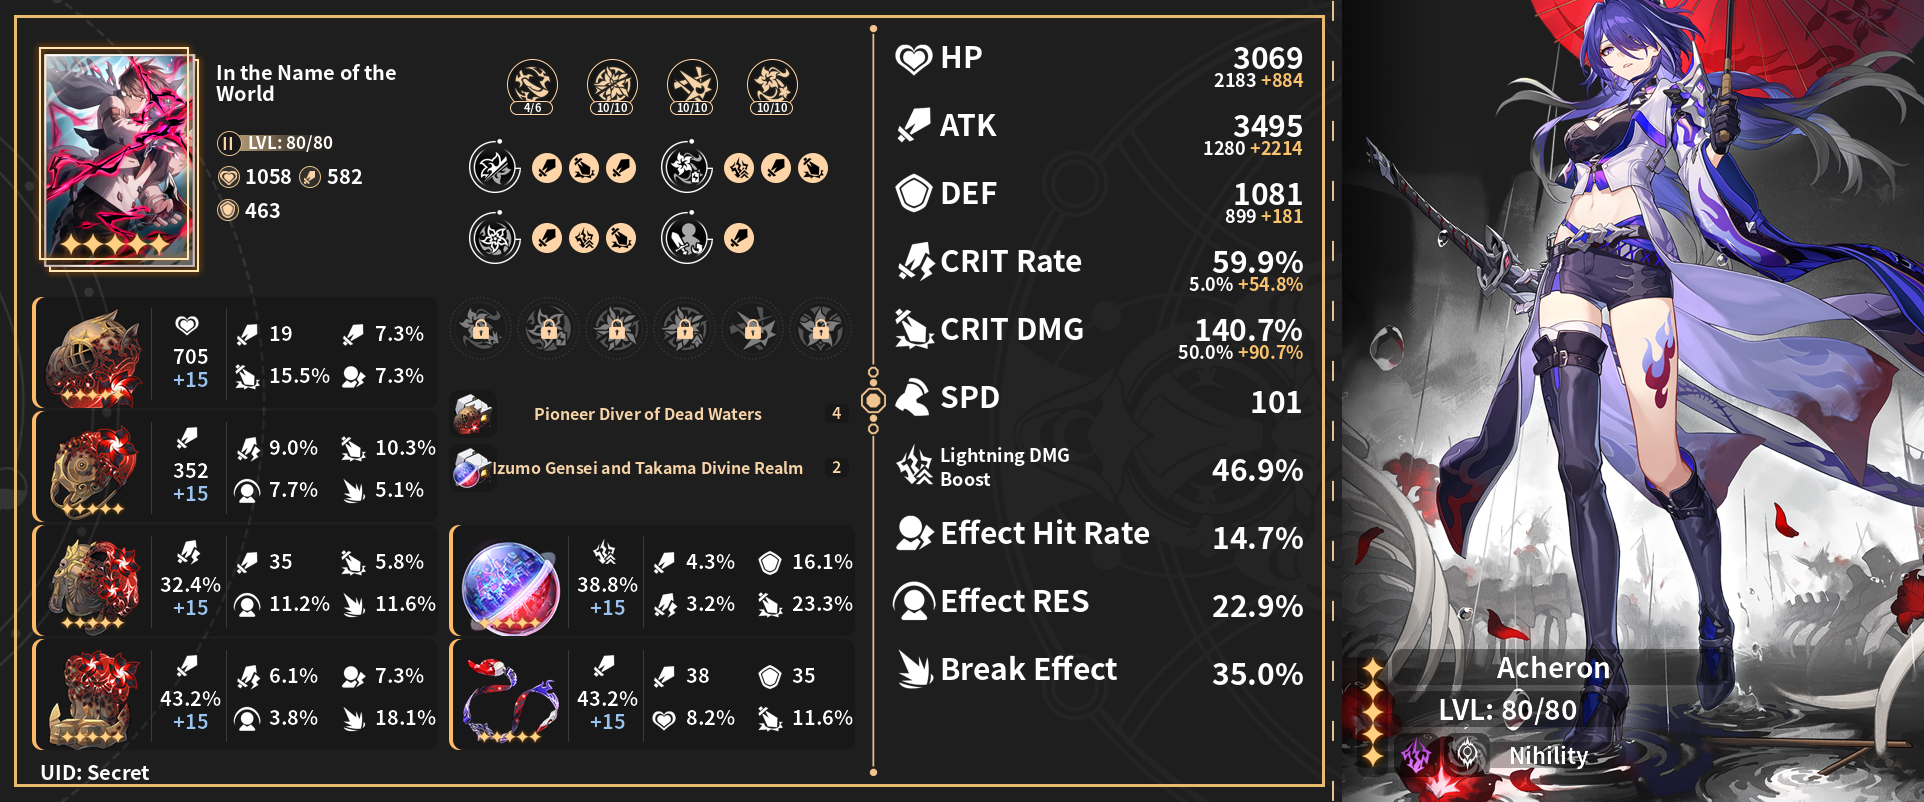 In the Name of the
World
II
LVL: 80/80
1058 582
463
4/6 10/10 10/10 10/10
705
+15
19 7.3%
15.5% 7.3%
352
+15
9.0% 10.3%
7.7% 5.1%
32.4%
+15
35 5.8%
11.2% 11.6%
43.2%
+15
6.1% 7.3%
3.8% 18.1%
Pioneer Diver of Dead Waters 4
Izumo Gensei and Takama Divine Realm 2
38.8%
+15
4.3% 16.1%
3.2% 23.3%
43.2%
+15
38 35
8.2% 11.6%
UID: Secret
HP 3069
2183 +884
ATK 3495
1280 +2214
DEF 1081
899 +181
CRIT Rate 59.9%
5.0% +54.8%
CRIT DMG 140.7%
50.0% +90.7%
SPD 101
Lightning DMG
Boost 46.9%
Effect Hit Rate 14.7%
Effect RES 22.9%
Break Effect 35.0%
Acheron
LVL: 80/80
Nihility